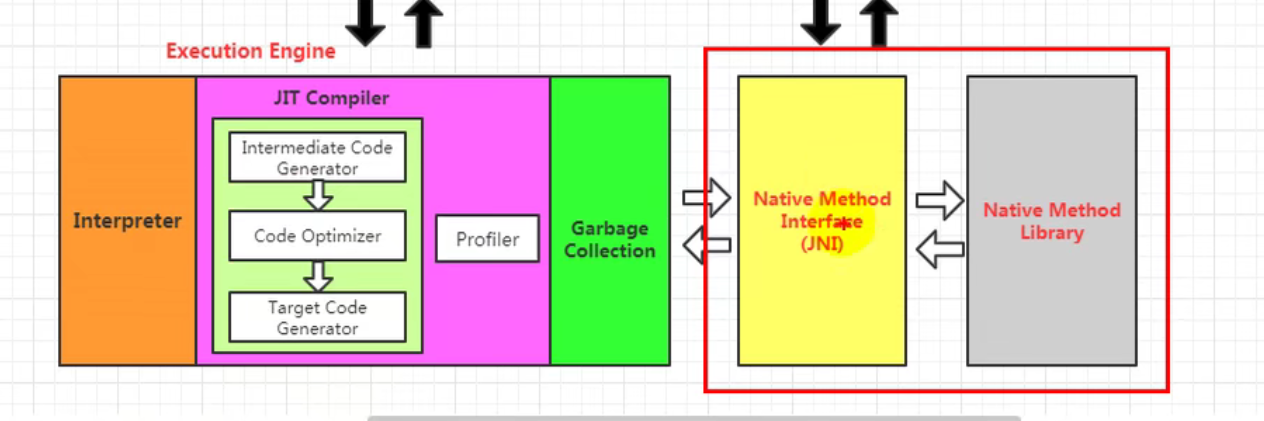 Execution Engine
JIT Compiler
Interpreter
Intermediate Code
Generator
Code Optimizer
Target Code
Generator
Profiler
Garbage
Collection
Native Method
Interface
(JNI)
Native Method
Library